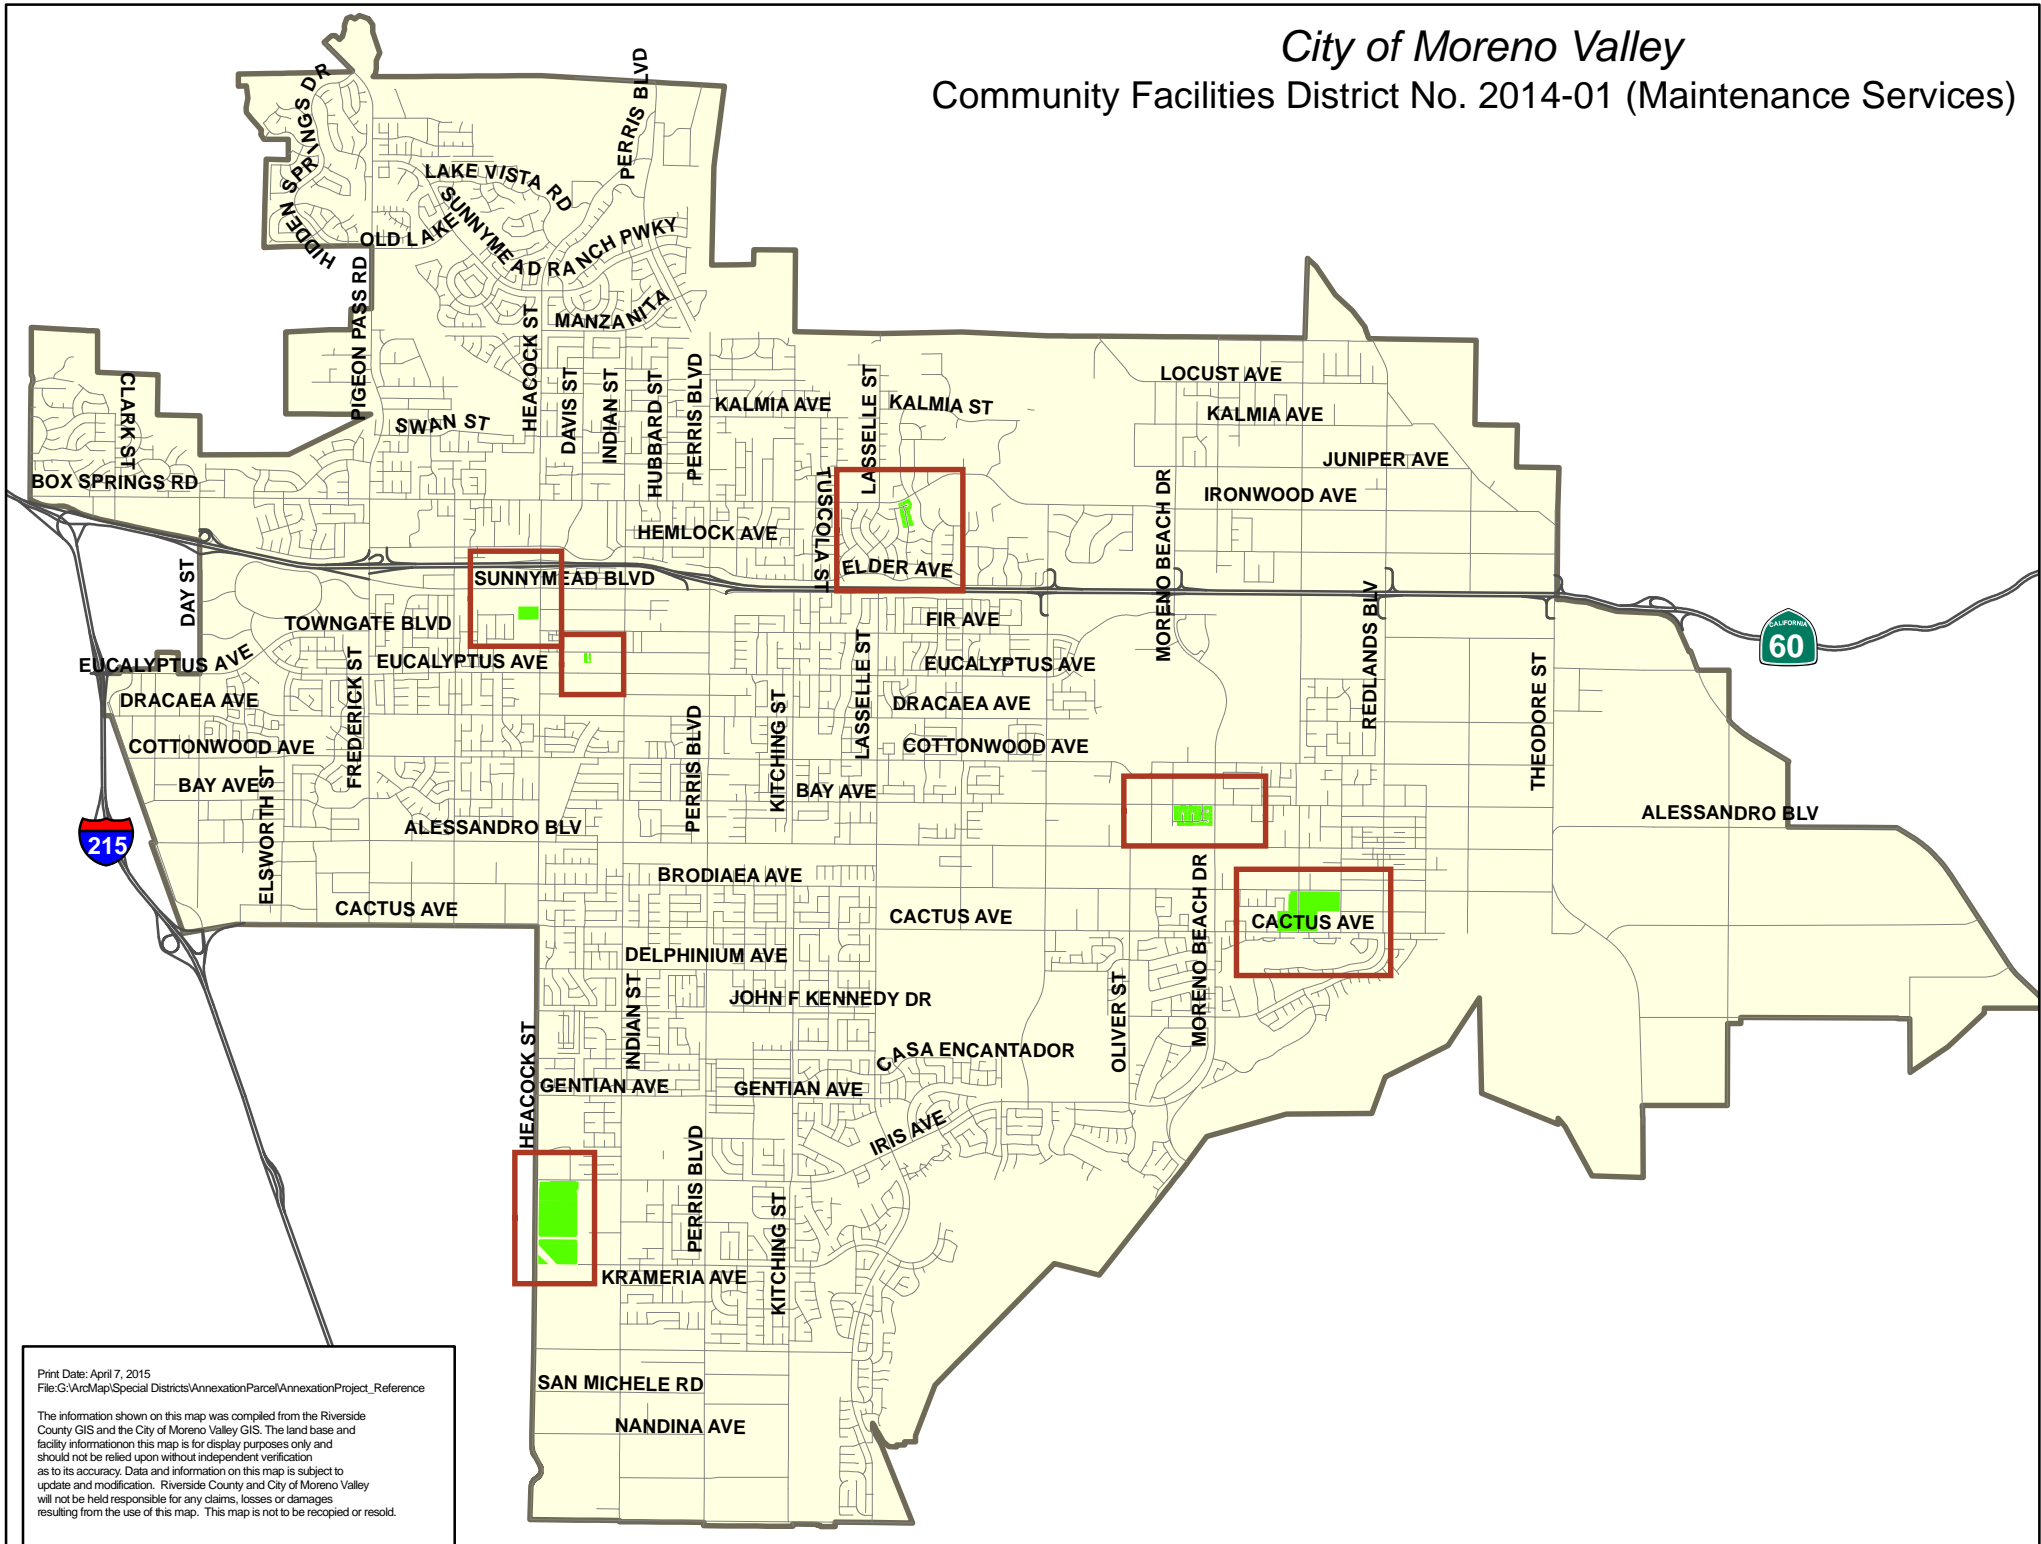 City of Moreno Valley
Community Facilities District No. 2014-01 (Maintenance Services)
HIDDEN SPRINGS DR
PERRIS BLVD
LAKE VISTA RD
SUNNYMEAD RANCH PWKY
OLD LAKE
PIGEON PASS RD
MANZANITA
HEACOCK ST
CLARK ST
SWAN ST
DAVIS ST
INDIAN ST
HUBBARD ST
PERRIS BLVD
KALMIA AVE
LASSELLE ST
KALMIA ST
LOCUST AVE
KALMIA AVE
JUNIPER AVE
IRONWOOD AVE
BOX SPRINGS RD
HEMLOCK AVE
TUSCOLA ST
ELDER AVE
MORENO BEACH DR
SUNNYMEAD BLVD
DAY ST
TOWNGATE BLVD
FIR AVE
REDLANDS BLV
CALIFORNIA
60
EUCALYPTUS AVE
FREDERICK ST
EUCALYPTUS AVE
LASSELLE ST
EUCALYPTUS AVE
THEODORE ST
DRACAEA AVE
KITCHING ST
DRACAEA AVE
COTTONWOOD AVE
PERRIS BLVD
COTTONWOOD AVE
BAY AVE
ELSWORTH ST
BAY AVE
ALESSANDRO BLV
ALESSANDRO BLV
215
BRODIAEA AVE
MORENO BEACH DR
CACTUS AVE
CACTUS AVE
CACTUS AVE
DELPHINIUM AVE
INDIAN ST
JOHN F KENNEDY DR
OLIVER ST
HEACOCK ST
CASA ENCANTADOR
GENTIAN AVE
GENTIAN AVE
IRIS AVE
PERRIS BLVD
KITCHING ST
KRAMERIA AVE
SAN MICHELE RD
NANDINA AVE
Print Date: April 7, 2015
File:G:\ArcMap\Special Districts\AnnexationParcel\AnnexationProject_Reference
The information shown on this map was compiled from the Riverside
County GIS and the City of Moreno Valley GIS. The land base and
facility informationon this map is for display purposes only and
should not be relied upon without independent verification
as to its accuracy. Data and information on this map is subject to
update and modification. Riverside County and City of Moreno Valley
will not be held responsible for any claims, losses or damages
resulting from the use of this map. This map is not to be recopied or resold.